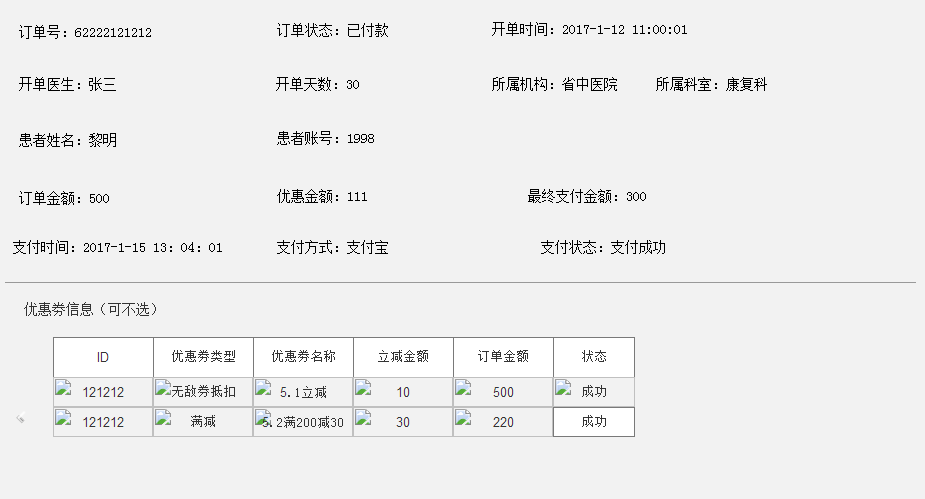 订单号：62222121212 订单状态：已付款 开单时间：2017-1-12 11:00:01
开单医生：张三 开单天数：30 所属机构：省中医院 所属科室：康复科
患者姓名：黎明 患者账号：1998
订单金额：500 优惠金额：111 最终支付金额：300
支付时间：2017-1-15 13：04：01 支付方式：支付宝 支付状态：支付成功
优惠劵信息（可不选）
ID 优惠劵类型 优惠劵名称 立减金额 订单金额 状态
121212 无敌劵抵扣 5.1立减 10 500 成功
121212 满减 5.2满200减30 30 220 成功